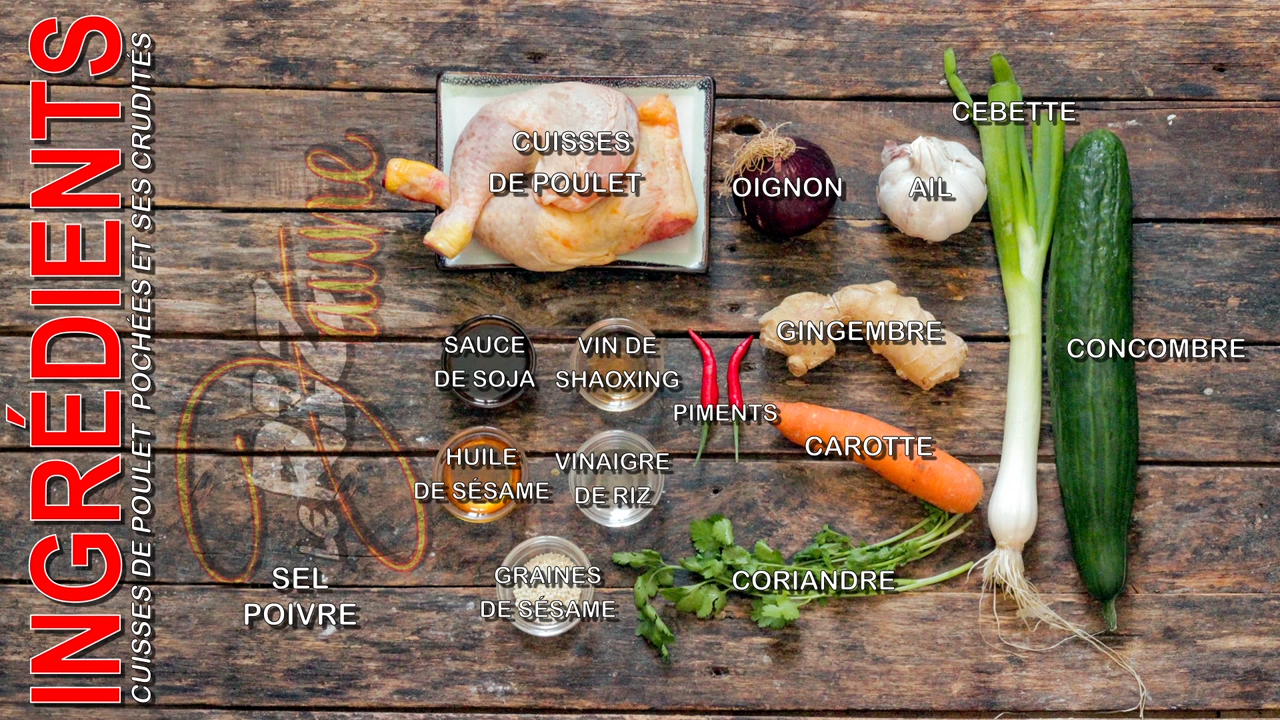 INGRÉDIENTS
CUISSES DE POULET POCHÉES ET SES CRUDITÉS
CEBETTE
CUISSES
DE POULET
OIGNON
AIL
GINGEMBRE
CONCOMBRE
SAUCE
DE SOJA
VIN DE
SHAOXING
PIMENTS
CAROTTE
HUILE
DE SÉSAME
VINAIGRE
DE RIZ
SEL
POIVRE
GRAINES
DE SÉSAME
CORIANDRE